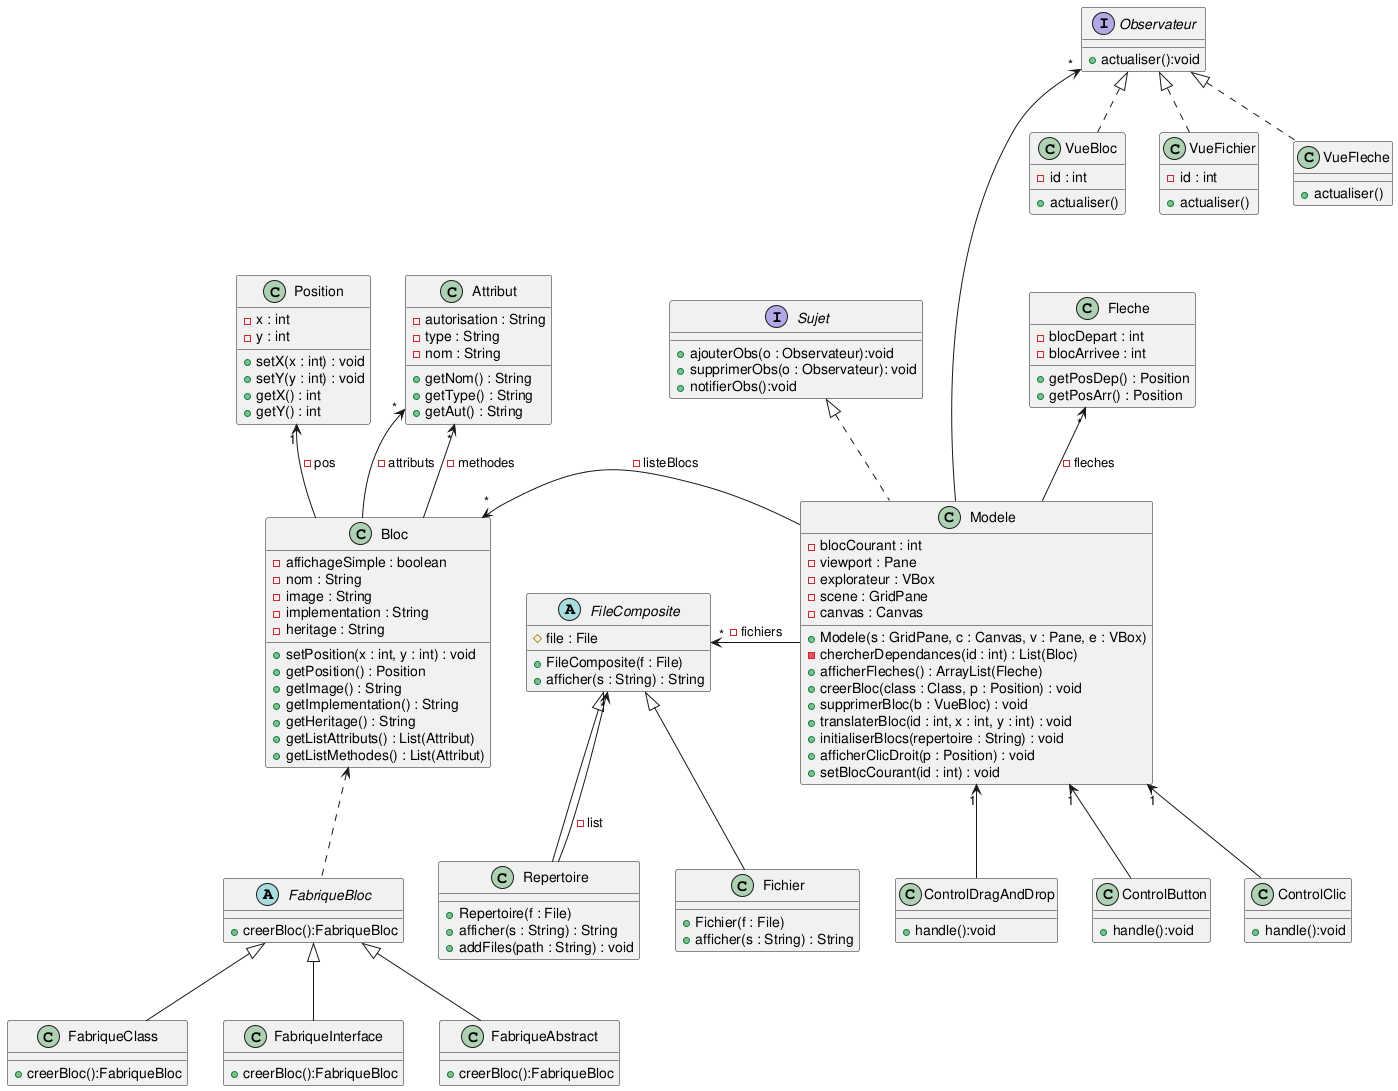 I Observateur
actualiser():void
*
C VueBloc
id : int
actualiser()
C VueFichier
id : int
actualiser()
C VueFleche
actualiser()
C Position
x : int
y : int
setX(x : int) : void
setY(y : int) : void
getX() : int
getY() : int
C Attribut
autorisation : String
type : String
nom : String
getNom() : String
getType() : String
getAut() : String
I Sujet
ajouterObs(o : Observateur):void
supprimerObs(o : Observateur): void
notifierObs():void
C Fleche
blocDepart : int
blocArrivee : int
getPosDep() : Position
getPosArr() : Position
1
pos
*
attributs
*
methodes
*
listeBlocs
*
fleches
C Bloc
affichageSimple : boolean
nom : String
image : String
implementation : String
heritage : String
setPosition(x : int, y : int) : void
getPosition() : Position
getImage() : String
getImplementation() : String
getHeritage() : String
getListAttributs() : List(Attribut)
getListMethodes() : List(Attribut)
A FileComposite
file : File
FileComposite(f : File)
afficher(s : String) : String
*
fichiers
C Modele
blocCourant : int
viewport : Pane
explorateur : VBox
scene : GridPane
canvas : Canvas
Modele(s : GridPane, c : Canvas, v : Pane, e : VBox)
chercherDependances(id : int) : List(Bloc)
afficherFleches() : ArrayList(Fleche)
creerBloc(class : Class, p : Position) : void
supprimerBloc(b : VueBloc) : void
translaterBloc(id : int, x : int, y : int) : void
initialiserBlocs(repertoire : String) : void
afficherClicDroit(p : Position) : void
setBlocCourant(id : int) : void
list
1
1
1
A FabriqueBloc
creerBloc():FabriqueBloc
C Repertoire
Repertoire(f : File)
afficher(s : String) : String
addFiles(path : String) : void
C Fichier
Fichier(f : File)
afficher(s : String) : String
C ControlDragAndDrop
handle():void
C ControlButton
handle():void
C ControlClic
handle():void
C FabriqueClass
creerBloc():FabriqueBloc
C FabriqueInterface
creerBloc():FabriqueBloc
C FabriqueAbstract
creerBloc():FabriqueBloc